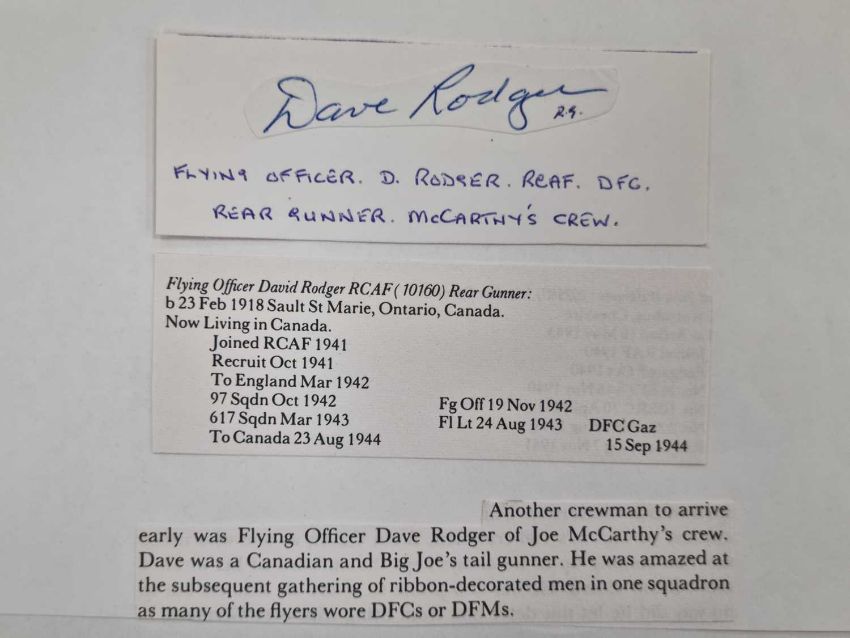 Dave Rodger
R.G.
FLYING OFFICER. D. RODGER. RCAF. DFC.
REAR GUNNER. McCARTHY'S CREW.
Flying Officer David Rodger RCAF (10160) Rear Gunner:
b 23 Feb 1918 Sault St Marie, Ontario, Canada.
Now Living in Canada.
Joined RCAF 1941
Recruit Oct 1941
To England Mar 1942
97 Sqdn Oct 1942 Fg Off 19 Nov 1942
617 Sqdn Mar 1943 Fl Lt 24 Aug 1943 DFC Gaz
To Canada 23 Aug 1944 15 Sep 1944
Another crewman to arrive
early was Flying Officer Dave Rodger of Joe McCarthy's crew.
Dave was a Canadian and Big Joe's tail gunner. He was amazed at
the subsequent gathering of ribbon-decorated men in one squadron
as many of the flyers wore DFCs or DFMs.